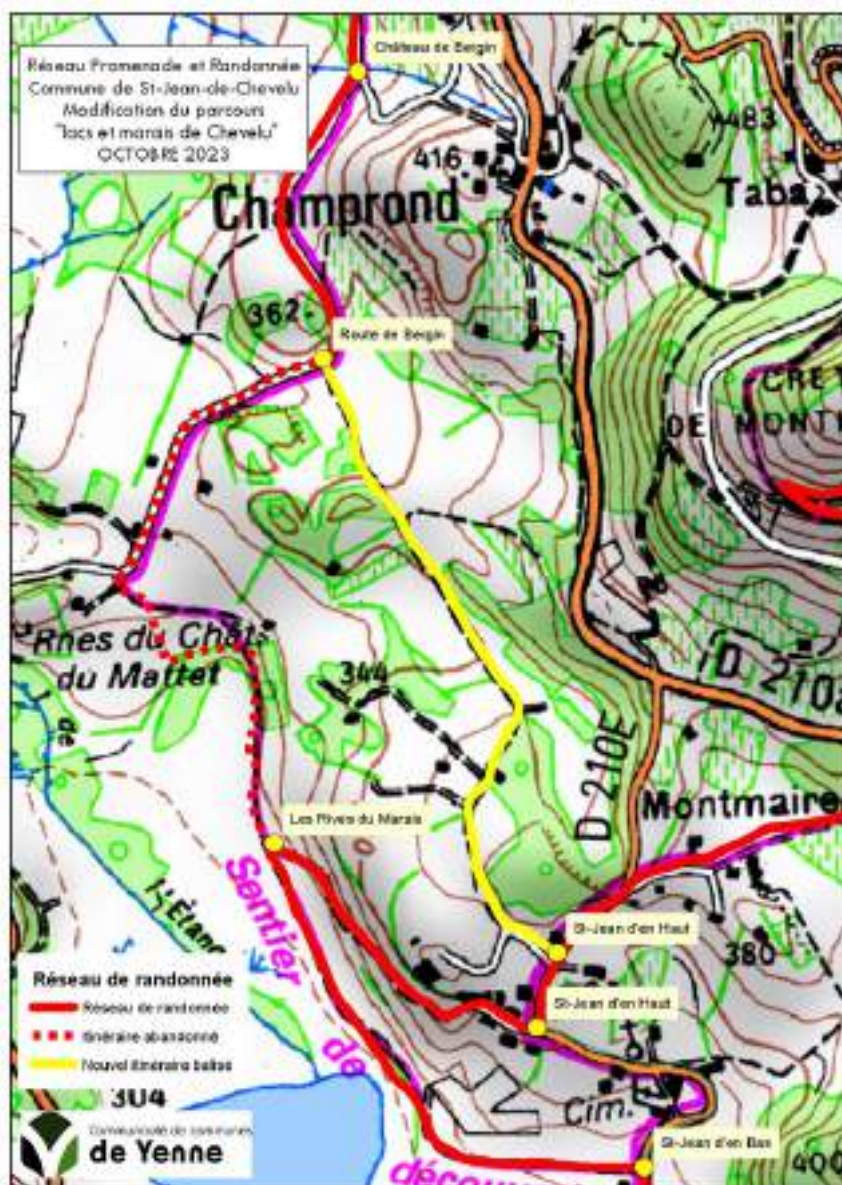 Réseau Promenade et Randonnée
Commune de St-Jean-de-Chevelu
Modification du parcours
"lacs et marais de Chevelu"
OCTOBRE 2023
Château de Bergin
483
416
Champrond
Taba
362
Route de Bergin
CRET
DE MONT
Rnes du Chat
du Mattet
D 210a
344
de
D 210E
Montmaire
Les Rives du Marais
Sentier
l'Étang
St-Jean d'en Haut
380
Réseau de randonnée
Réseau de randonnée
Itinéraire abandonné
Nouvel itinéraire balisé
St-Jean d'en Haut
de
304
Cim.
Communauté de communes
de Yenne
St-Jean d'en Bas
découv
400